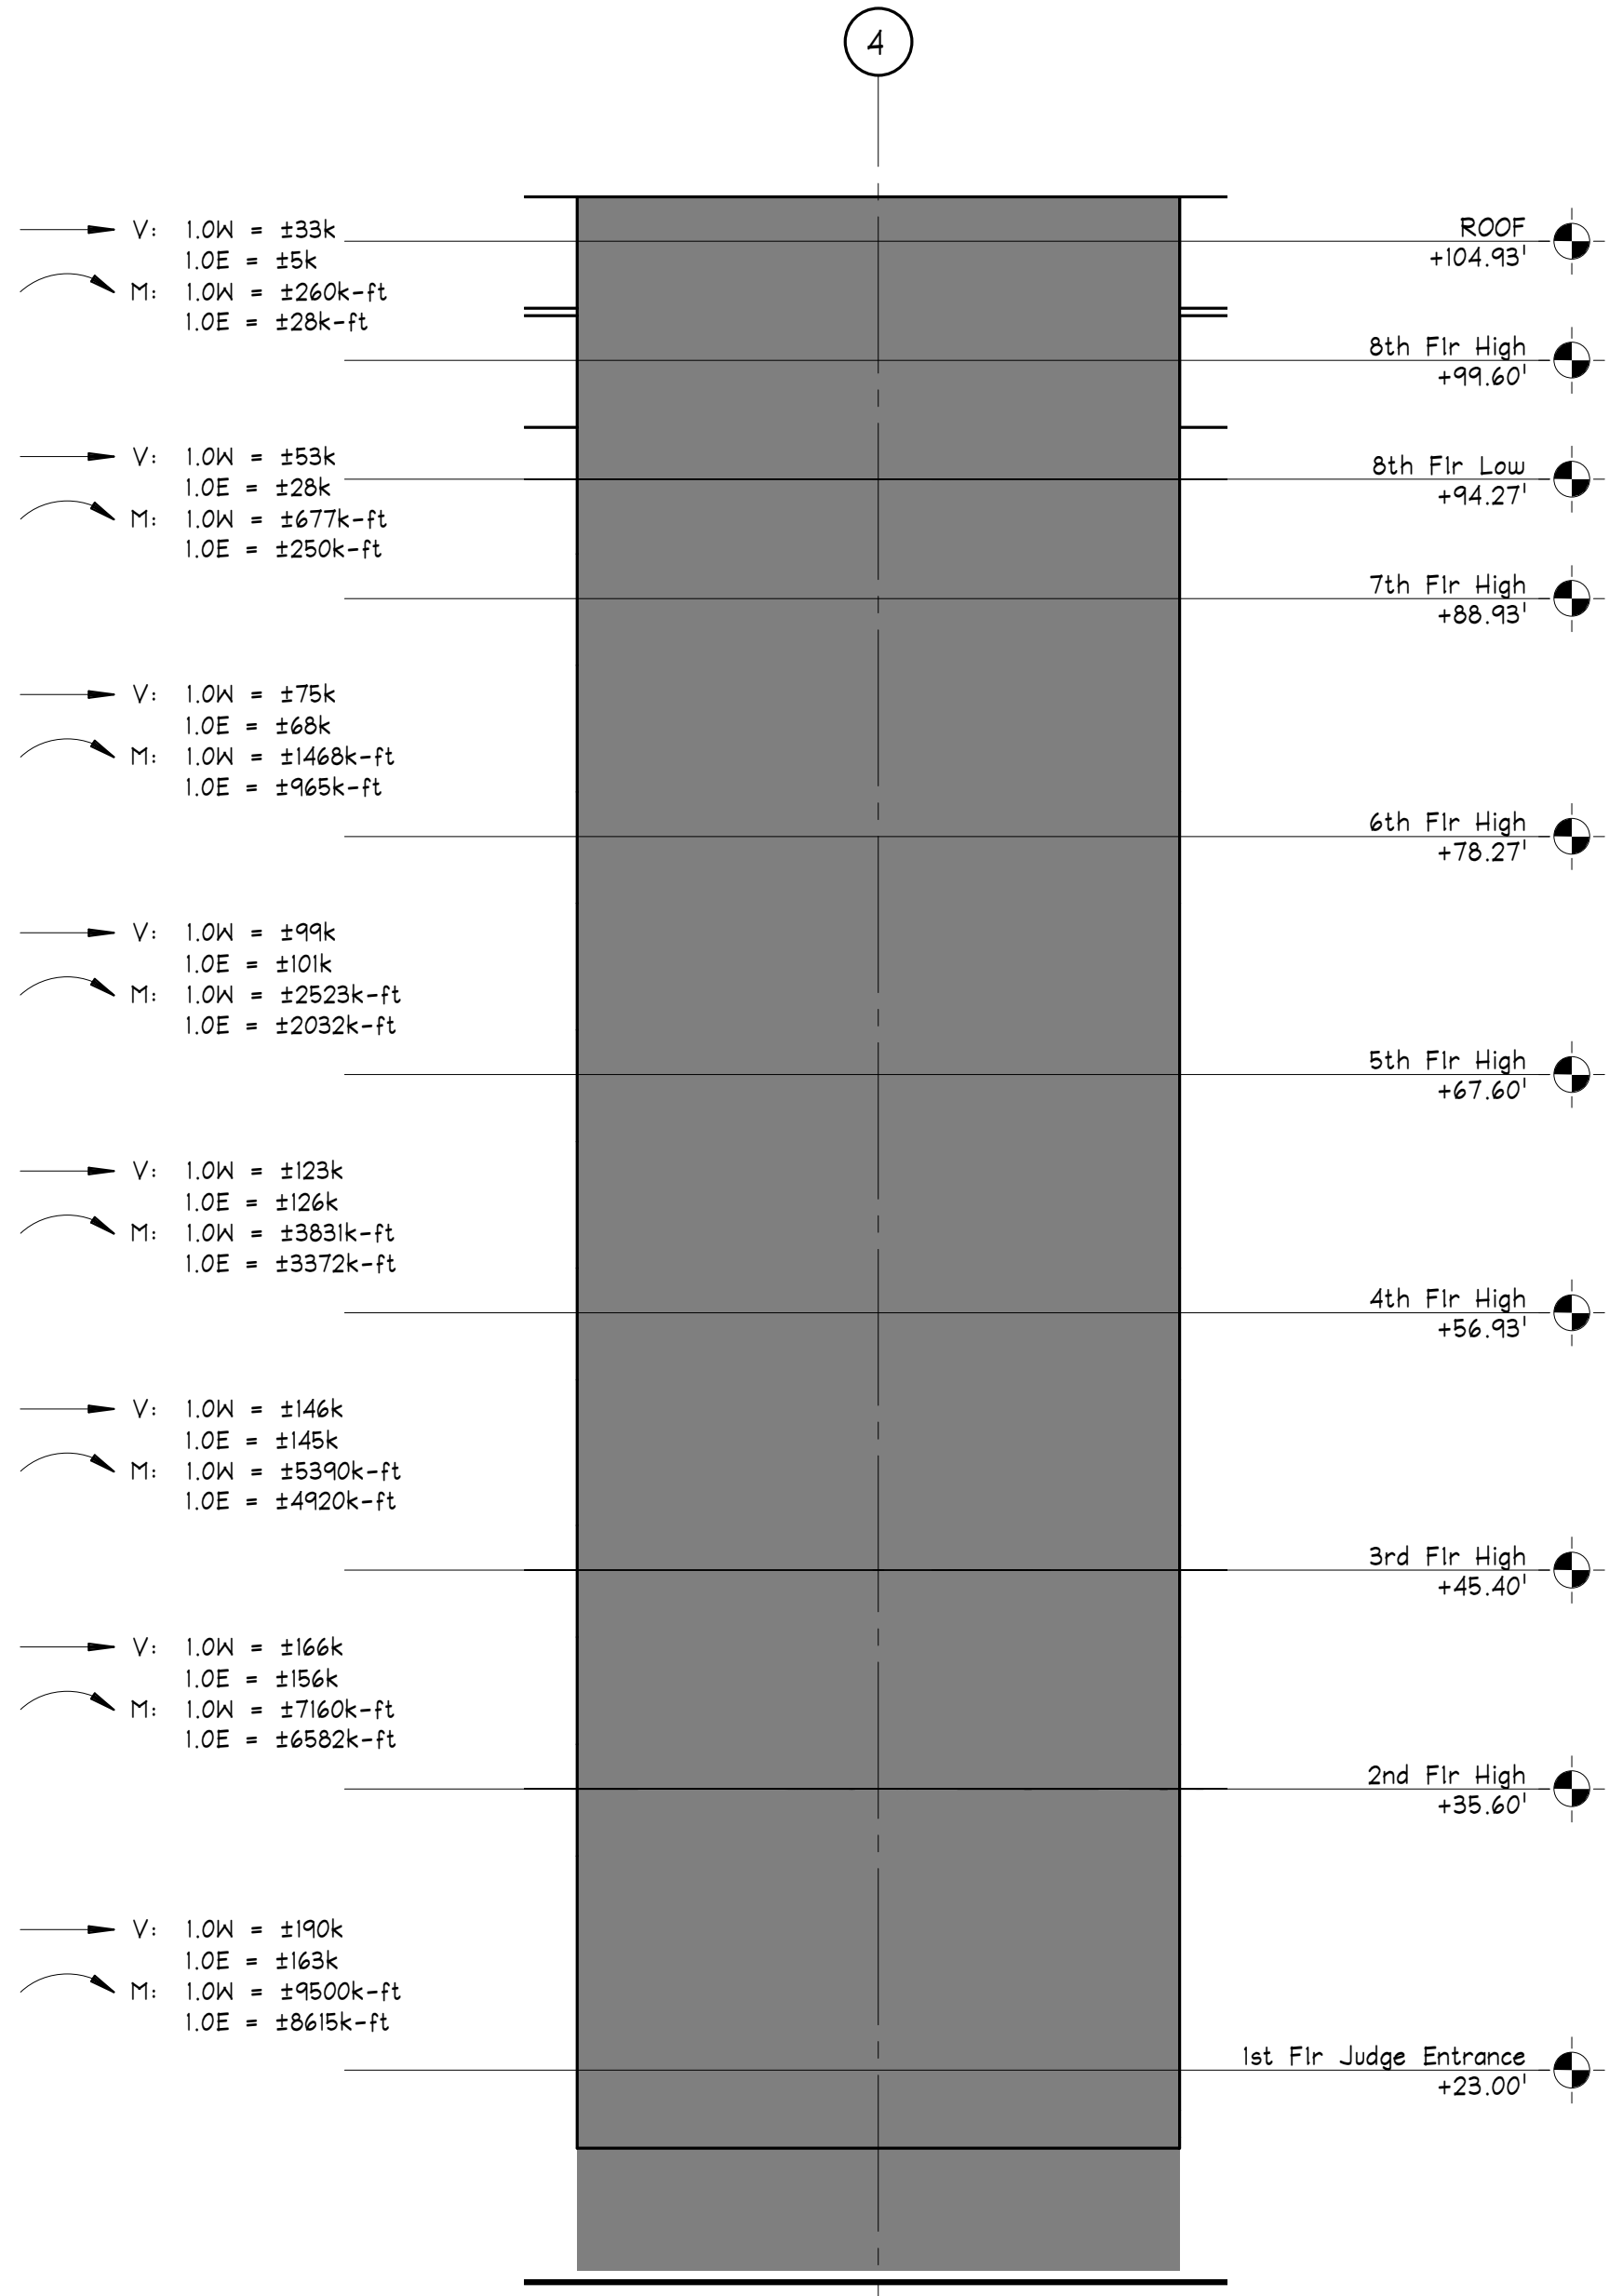 4
V: 1.0W = ±33k
1.0E = ±5k
M: 1.0W = ±260k-ft
1.0E = ±28k-ft
ROOF
+104.93'
8th Flr High
+99.60'
V: 1.0W = ±53k
1.0E = ±28k
M: 1.0W = ±677k-ft
1.0E = ±250k-ft
8th Flr Low
+94.27'
7th Flr High
+88.93'
V: 1.0W = ±75k
1.0E = ±68k
M: 1.0W = ±1468k-ft
1.0E = ±965k-ft
6th Flr High
+78.27'
V: 1.0W = ±99k
1.0E = ±101k
M: 1.0W = ±2523k-ft
1.0E = ±2032k-ft
5th Flr High
+67.60'
V: 1.0W = ±123k
1.0E = ±126k
M: 1.0W = ±3831k-ft
1.0E = ±3372k-ft
4th Flr High
+56.93'
V: 1.0W = ±146k
1.0E = ±145k
M: 1.0W = ±5390k-ft
1.0E = ±4920k-ft
3rd Flr High
+45.40'
V: 1.0W = ±166k
1.0E = ±156k
M: 1.0W = ±7160k-ft
1.0E = ±6582k-ft
2nd Flr High
+35.60'
V: 1.0W = ±190k
1.0E = ±163k
M: 1.0W = ±9500k-ft
1.0E = ±8615k-ft
1st Flr Judge Entrance
+23.00'